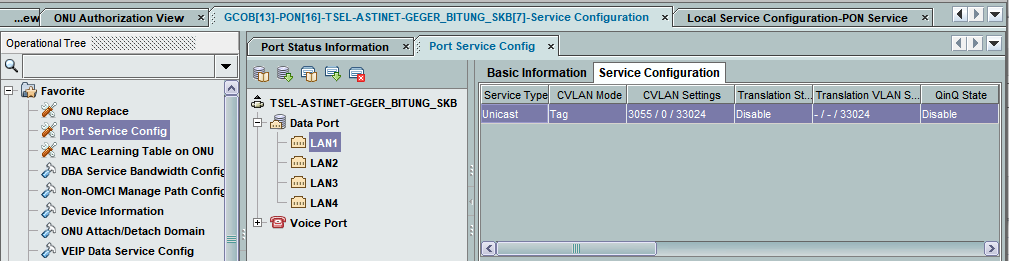 ...ew × ONU Authorization View × GCOB[13]-PON[16]-TSEL-ASTINET-GEGER_BITUNG_SKB[7]-Service Configuration × Local Service Configuration-PON Service ×
Operational Tree
Favorite
ONU Replace
Port Service Config
MAC Learning Table on ONU
DBA Service Bandwidth Config
Non-OMCI Manage Path Config
Device Information
ONU Attach/Detach Domain
VEIP Data Service Config
Port Status Information × Port Service Config ×
TSEL-ASTINET-GEGER_BITUNG_SKB
Data Port
LAN1
LAN2
LAN3
LAN4
Voice Port
Basic Information Service Configuration
Service Type CVLAN Mode CVLAN Settings Translation St... Translation VLAN S... QinQ State
Unicast Tag 3055 / 0 / 33024 Disable - / - / 33024 Disable